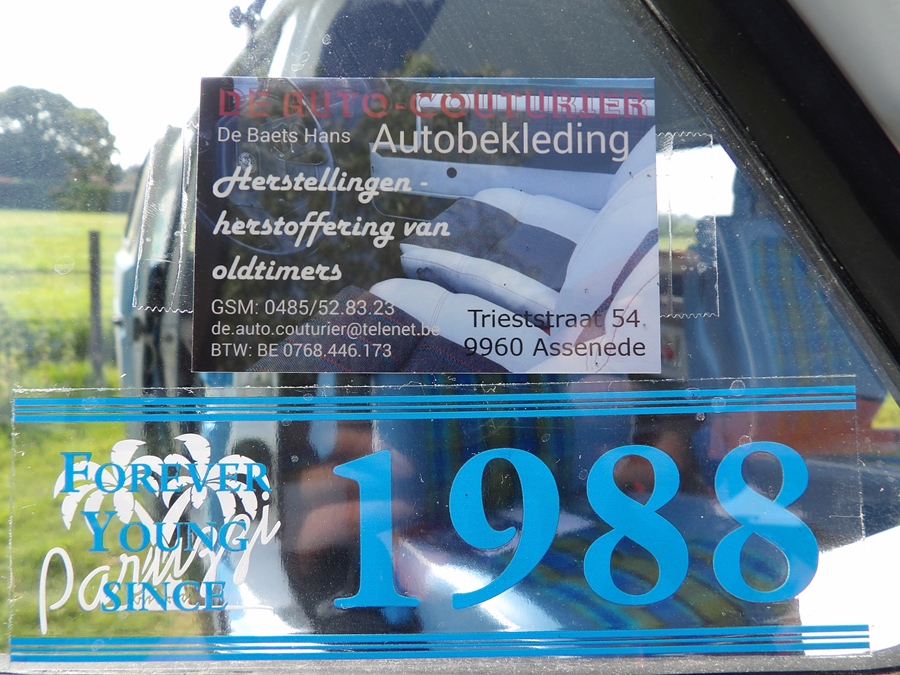 DE AUTO-COUTURIER
De Baets Hans Autobekleding
Herstellingen -
herstoffering van
oldtimers
GSM: 0485/52.83.23
de.auto.couturier@telenet.be
BTW: BE 0768.446.173
Trieststraat 54
9960 Assenede
FOREVER
YOUNG
SINCE
1988